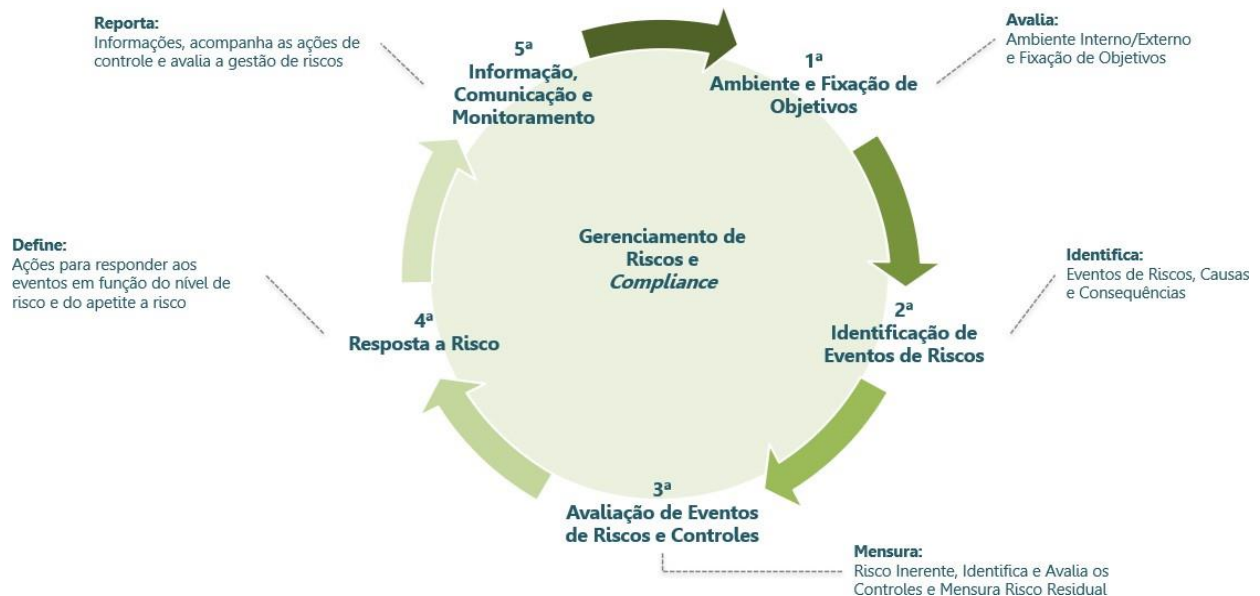 Reporta:
Informações, acompanha as ações de
controle e avalia a gestão de riscos
5ª
Informação,
Comunicação e
Monitoramento
1ª
Ambiente e Fixação de
Objetivos
Avalia:
Ambiente Interno/Externo
e Fixação de Objetivos
Gerenciamento de
Riscos e
Compliance
Define:
Ações para responder aos
eventos em função do nível de
risco e do apetite a risco
4ª
Resposta a Risco
2ª
Identificação de
Eventos de Riscos
Identifica:
Eventos de Riscos, Causas
e Consequências
3ª
Avaliação de Eventos
de Riscos e Controles
Mensura:
Risco Inerente, Identifica e Avalia os
Controles e Mensura Risco Residual